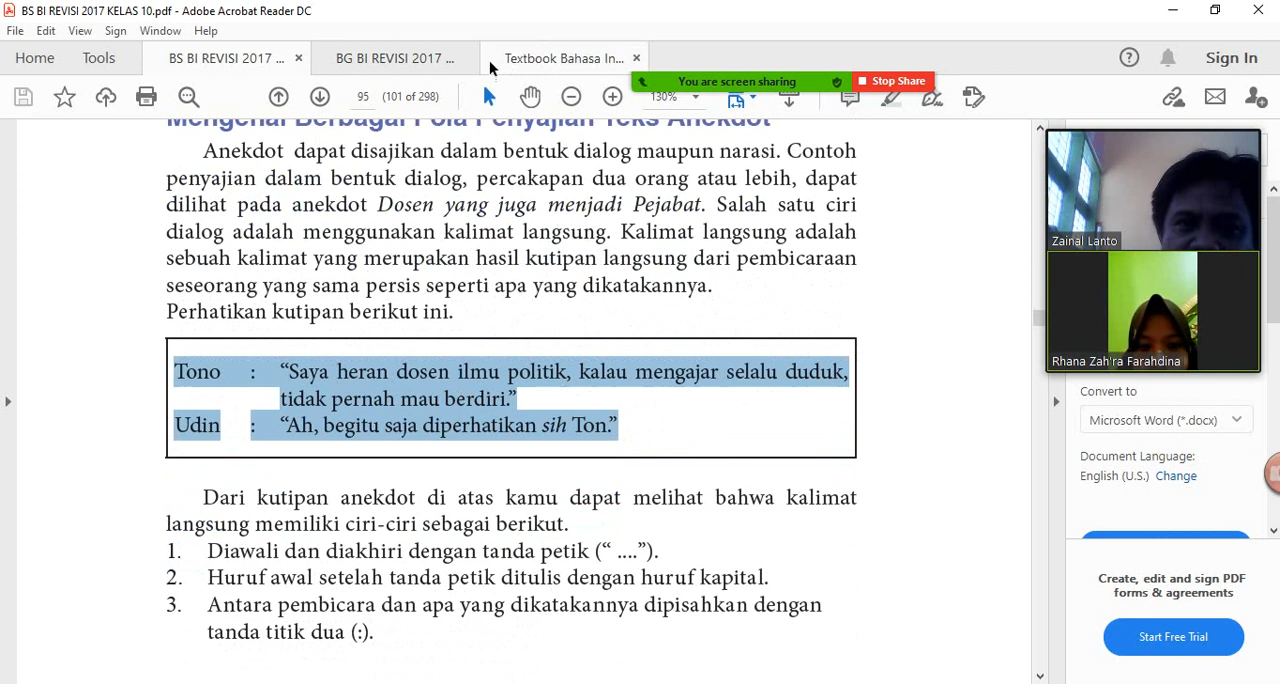 BS BI REVISI 2017 KELAS 10.pdf - Adobe Acrobat Reader DC
File Edit View Sign Window Help
Home Tools BS BI REVISI 2017 ... × BG BI REVISI 2017 ... Textbook Bahasa In... × Sign In
You are screen sharing Stop Share
95 (101 of 298) 130%
Mengenal Berbagai Pola Penyajian Teks Anekdot
Anekdot dapat disajikan dalam bentuk dialog maupun narasi. Contoh
penyajian dalam bentuk dialog, percakapan dua orang atau lebih, dapat
dilihat pada anekdot Dosen yang juga menjadi Pejabat. Salah satu ciri
dialog adalah menggunakan kalimat langsung. Kalimat langsung adalah
sebuah kalimat yang merupakan hasil kutipan langsung dari pembicaraan
seseorang yang sama persis seperti apa yang dikatakannya.
Perhatikan kutipan berikut ini.
Tono : “Saya heran dosen ilmu politik, kalau mengajar selalu duduk,
tidak pernah mau berdiri.”
Udin : “Ah, begitu saja diperhatikan sih Ton.”
Dari kutipan anekdot di atas kamu dapat melihat bahwa kalimat
langsung memiliki ciri-ciri sebagai berikut.
1. Diawali dan diakhiri dengan tanda petik (“ ....”).
2. Huruf awal setelah tanda petik ditulis dengan huruf kapital.
3. Antara pembicara dan apa yang dikatakannya dipisahkan dengan
tanda titik dua (:).
Zainal Lanto
Rhana Zah'ra Farahdina
Convert to
Microsoft Word (*.docx)
Document Language:
English (U.S.) Change
Create, edit and sign PDF
forms & agreements
Start Free Trial